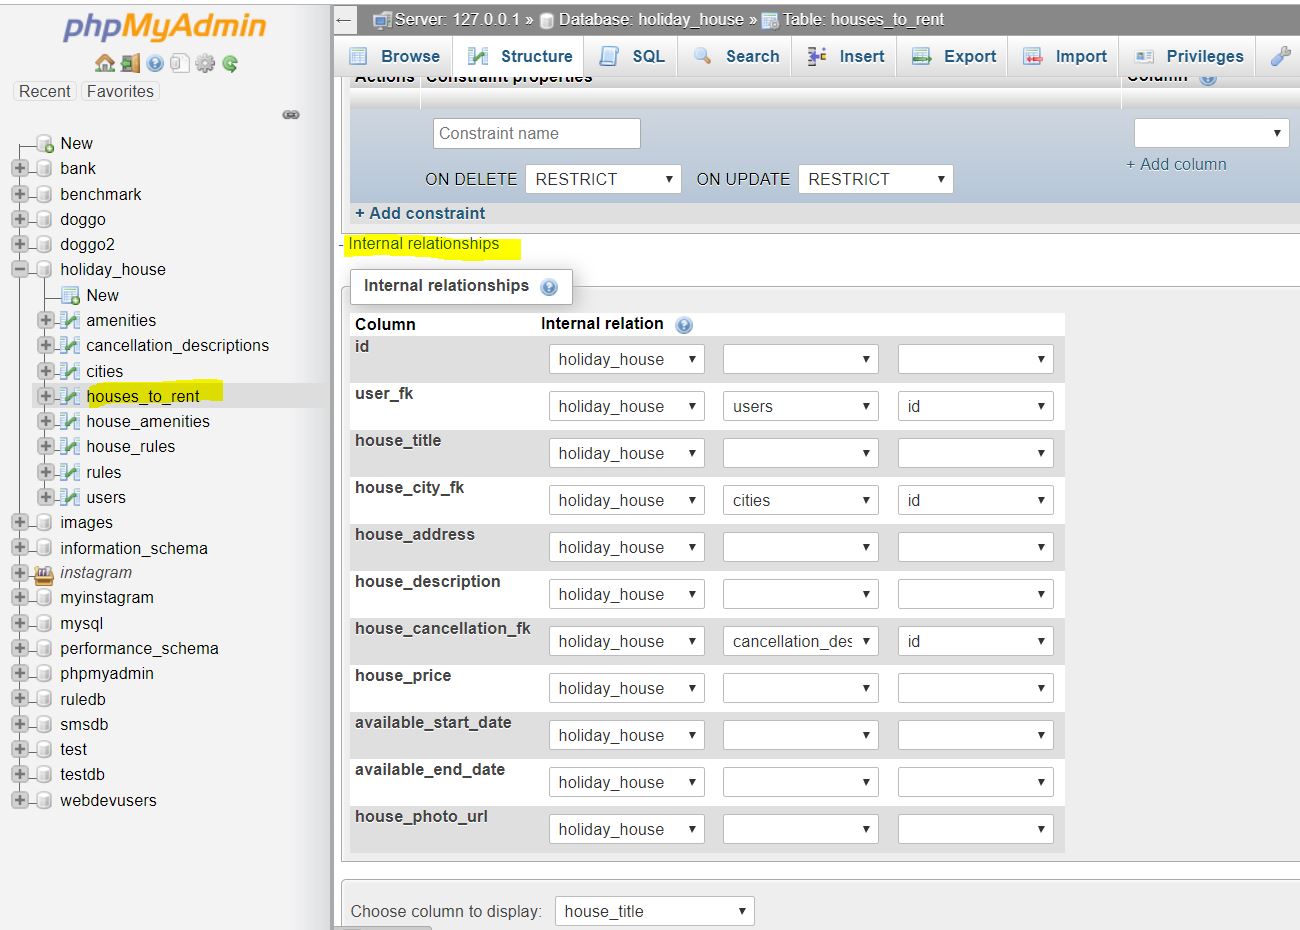 phpMyAdmin
Recent Favorites
New
bank
benchmark
doggo
doggo2
holiday_house
New
amenities
cancellation_descriptions
cities
houses_to_rent
house_amenities
house_rules
rules
users
images
information_schema
instagram
myinstagram
mysql
performance_schema
phpmyadmin
ruledb
smsdb
test
testdb
webdevusers
Server: 127.0.0.1 » Database: holiday_house » Table: houses_to_rent
Browse Structure SQL Search Insert Export Import Privileges
Actions Constraint properties Column
Constraint name
+ Add column
ON DELETE RESTRICT ON UPDATE RESTRICT
+ Add constraint
- Internal relationships
Internal relationships
Column Internal relation
id holiday_house
user_fk holiday_house users id
house_title holiday_house
house_city_fk holiday_house cities id
house_address holiday_house
house_description holiday_house
house_cancellation_fk holiday_house cancellation_des id
house_price holiday_house
available_start_date holiday_house
available_end_date holiday_house
house_photo_url holiday_house
Choose column to display: house_title